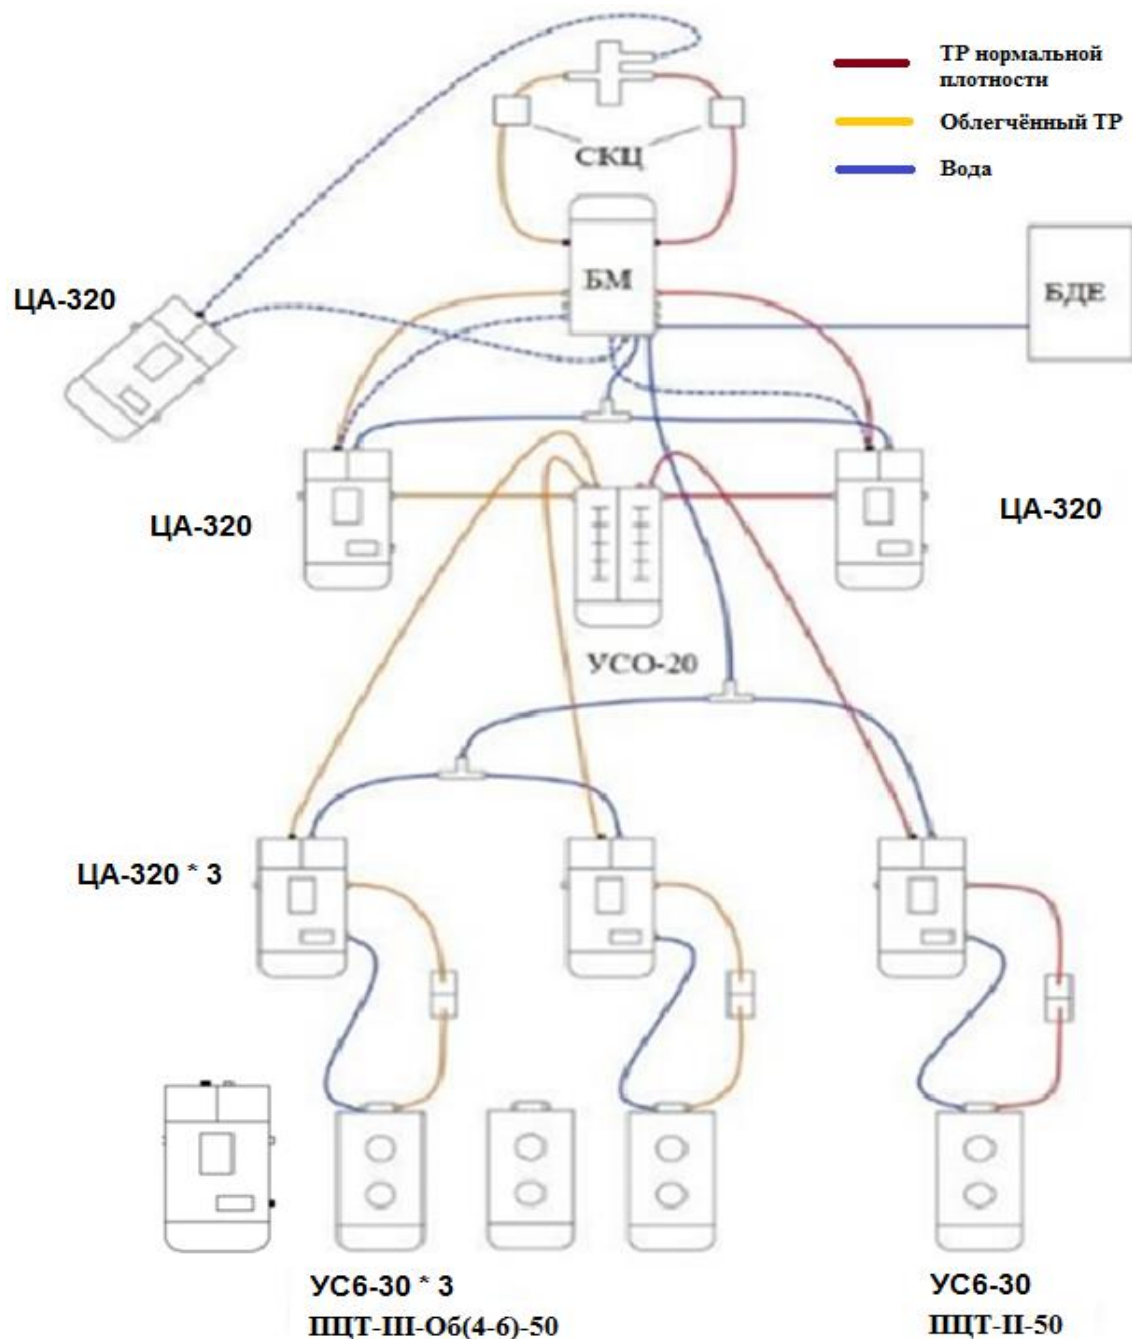 ТР нормальной
плотности
Облегчённый ТР
Вода
СКЦ
БМ
БДЕ
ЦА-320
ЦА-320
ЦА-320
УСО-20
ЦА-320 * 3
УС6-30 * 3
ПЦТ-III-Об(4-6)-50
УС6-30
ПЦТ-II-50